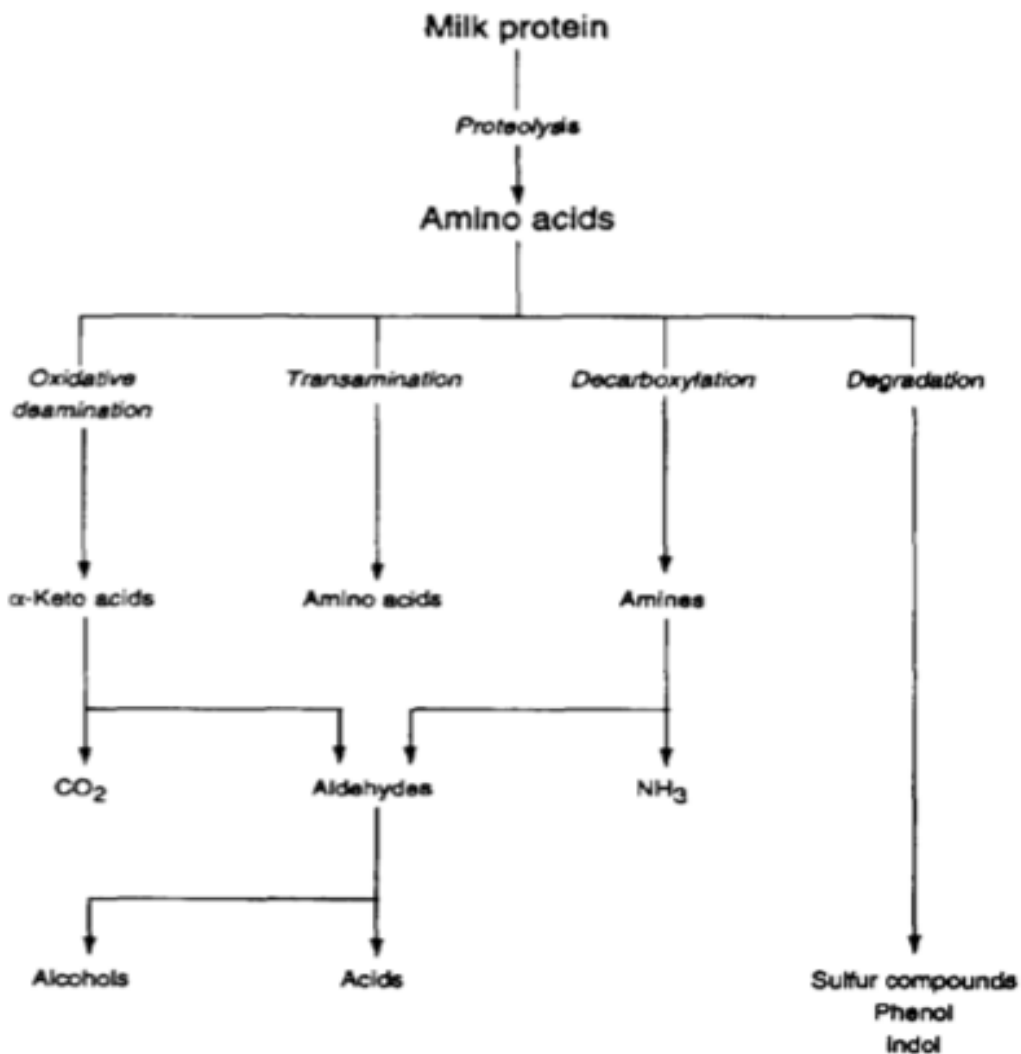 Milk protein
Proteolysis
Amino acids
Oxidative
deamination
Transamination
Decarboxylation
Degradation
α-Keto acids
Amino acids
Amines
CO2
Aldehydes
NH3
Alcohols
Acids
Sulfur compounds
Phenol
Indol